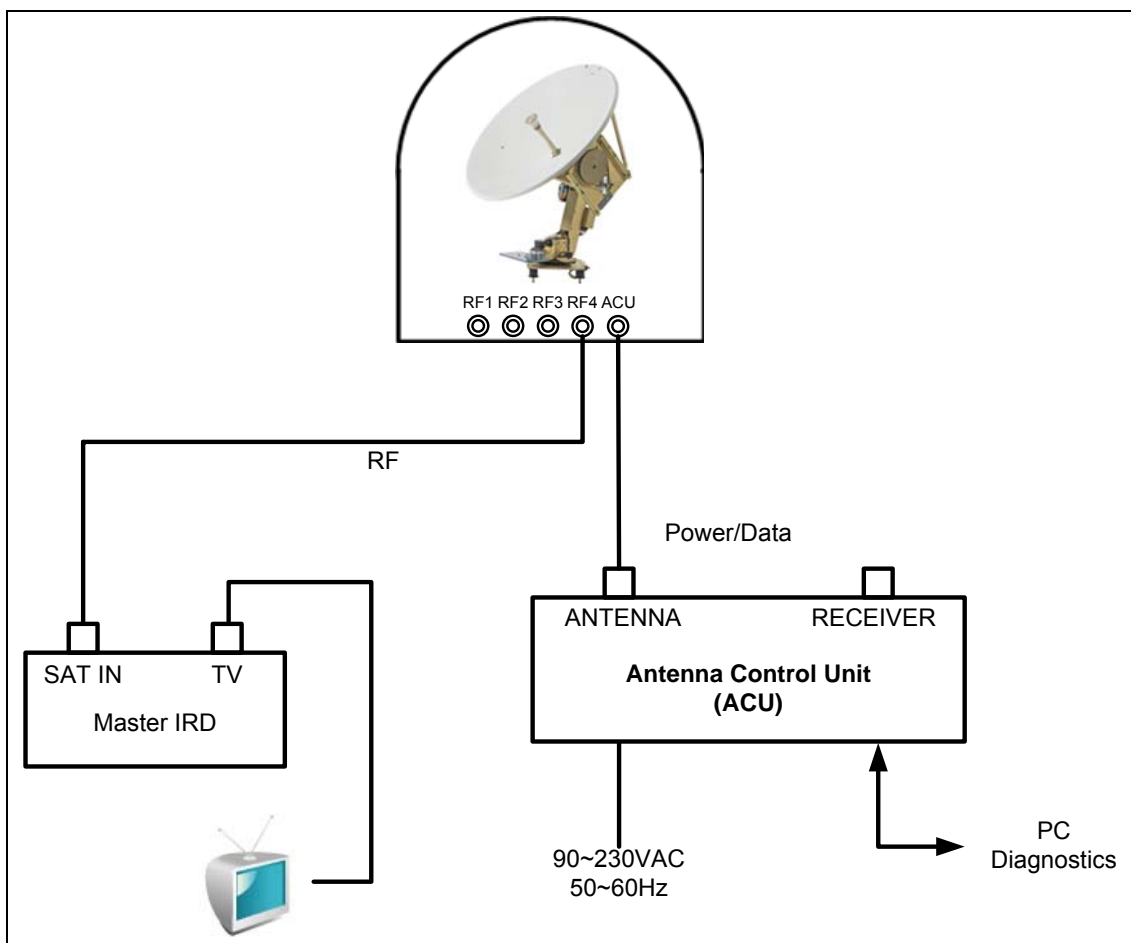 RF1 RF2 RF3 RF4 ACU
RF
Power/Data
ANTENNA RECEIVER
Antenna Control Unit
(ACU)
SAT IN TV
Master IRD
90~230VAC
50~60Hz
PC
Diagnostics